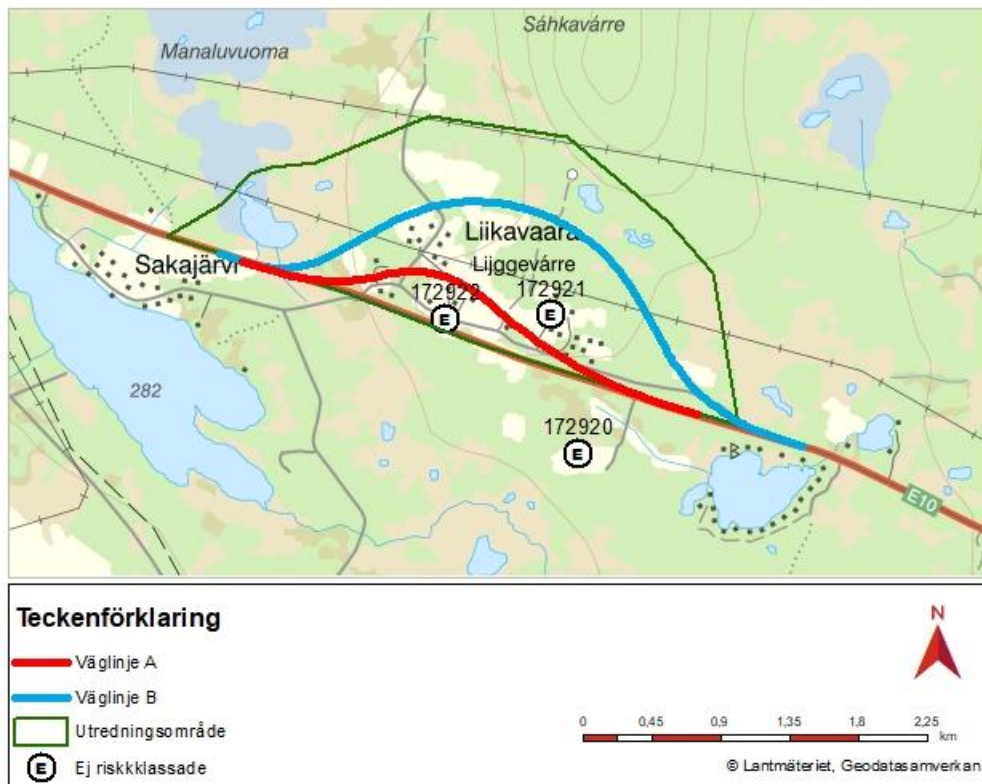 Sáhkavárre
Manaluvuoma
Liikavaara
Sakajärvi
Lijggevárre
172922
172921
E
E
282
172920
E
B
E10
Teckenförklaring
Väglinje A
Väglinje B
Utredningsområde
E
Ej riskkklassade
N
0 0,45 0,9 1,35 1,8 2,25
km
© Lantmäteriet, Geodatasamverkan